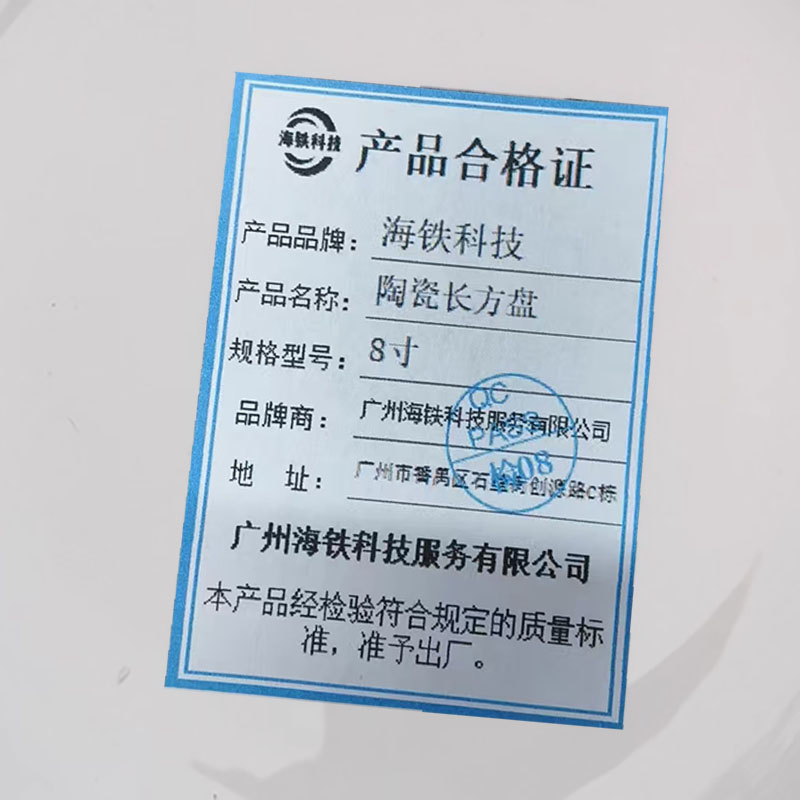 海铁科技
产品合格证
产品品牌：海铁科技
产品名称：陶瓷长方盘
规格型号：8寸
品牌商：广州海铁科技服务有限公司
地 址：广州市番禺区石壁街创源路C栋
QC
PASS
检08
广州海铁科技服务有限公司
本产品经检验符合规定的质量标
准，准予出厂。